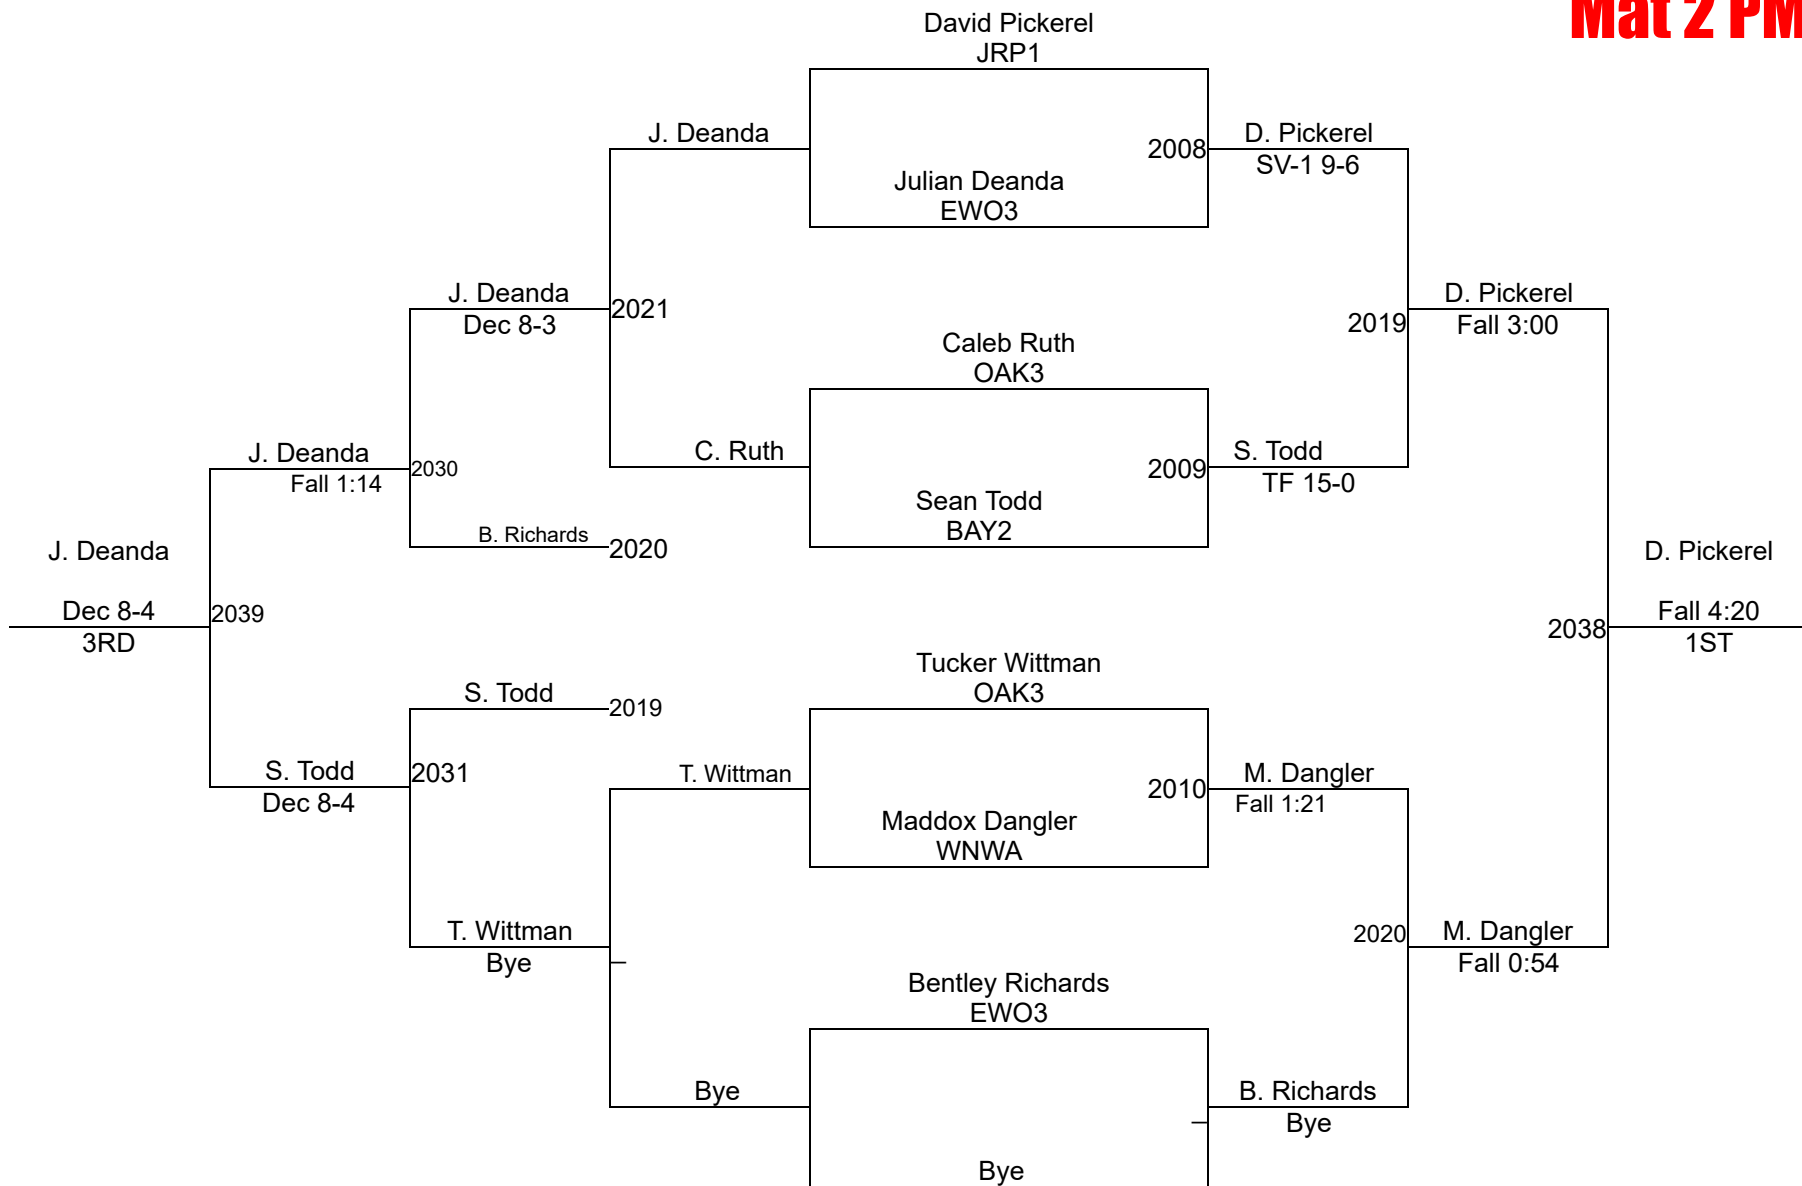 Mat 2 PM
David Pickerel
JRP1
J. Deanda
2008
D. Pickerel
SV-1 9-6
Julian Deanda
EWO3
J. Deanda
Dec 8-3
2021
2019
D. Pickerel
Fall 3:00
Caleb Ruth
OAK3
J. Deanda
Fall 1:14
2030
C. Ruth
2009
S. Todd
TF 15-0
Sean Todd
BAY2
B. Richards
2020
J. Deanda
Dec 8-4
3RD
2039
D. Pickerel
Fall 4:20
1ST
2038
Tucker Wittman
OAK3
S. Todd
2019
S. Todd
Dec 8-4
2031
T. Wittman
2010
M. Dangler
Fall 1:21
Maddox Dangler
WNWA
T. Wittman
Bye
2020
M. Dangler
Fall 0:54
Bentley Richards
EWO3
Bye
B. Richards
Bye
Bye